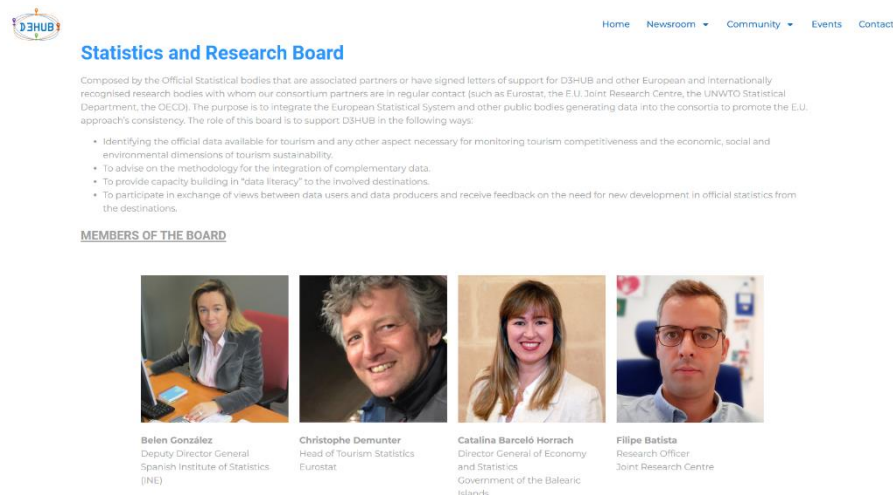 D3HUB
Home Newsroom Community Events Contact
Statistics and Research Board
Composed by the Official Statistical bodies that are associated partners or have signed letters of support for D3HUB and other European and internationally
recognised research bodies with whom our consortium partners are in regular contact (such as Eurostat, the E.U. Joint Research Centre, the UNWTO Statistical
Department, the OECD). The purpose is to integrate the European Statistical System and other public bodies generating data into the consortia to promote the E.U.
approach's consistency. The role of this board is to support D3HUB in the following ways:
• Identifying the official data available for tourism and any other aspect necessary for monitoring tourism competitiveness and the economic, social and
environmental dimensions of tourism sustainability.
• To advise on the methodology for the integration of complementary data.
• To provide capacity building in "data literacy" to the involved destinations.
• To participate in exchange of views between data users and data producers and receive feedback on the need for new development in official statistics from
the destinations.
MEMBERS OF THE BOARD
Belen González
Deputy Director General
Spanish Institute of Statistics
(INE)
Christophe Demunter
Head of Tourism Statistics
Eurostat
Catalina Barceló Horrach
Director General of Economy
and Statistics
Government of the Balearic
Islands
Filipe Batista
Research Officer
Joint Research Centre